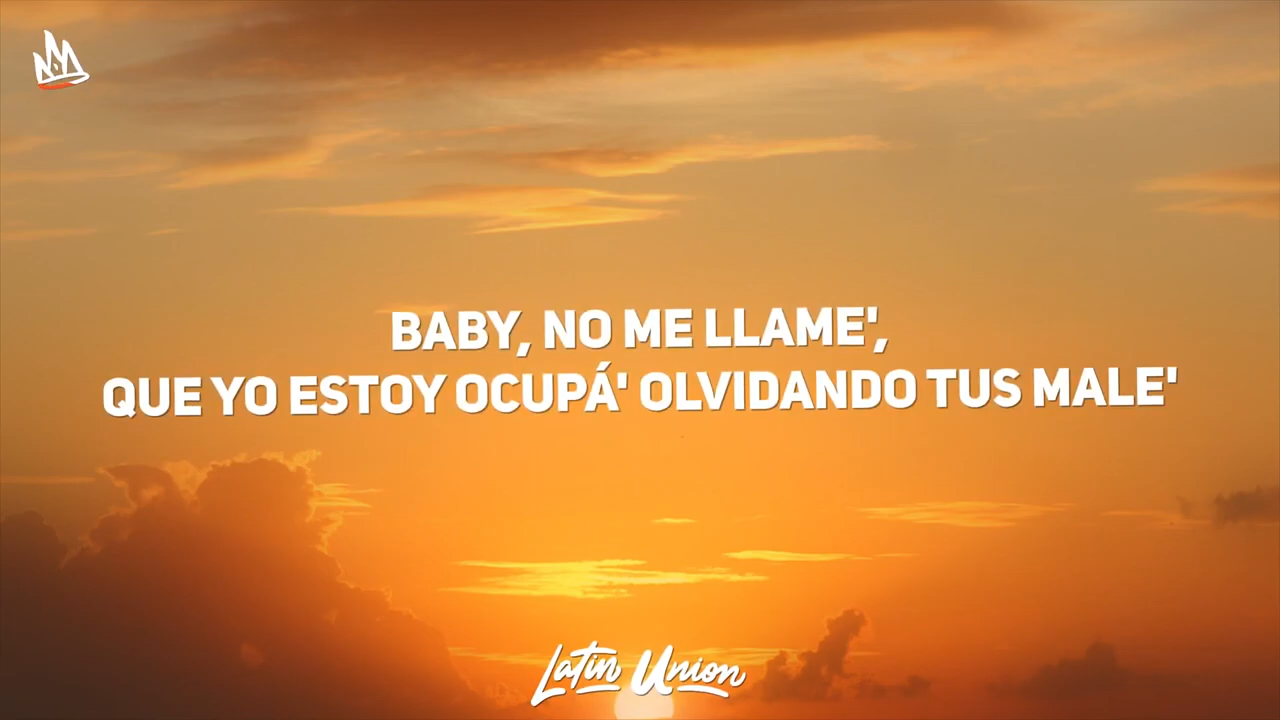 BABY, NO ME LLAME',
QUE YO ESTOY OCUPÁ' OLVIDANDO TUS MALE'
Latin Union